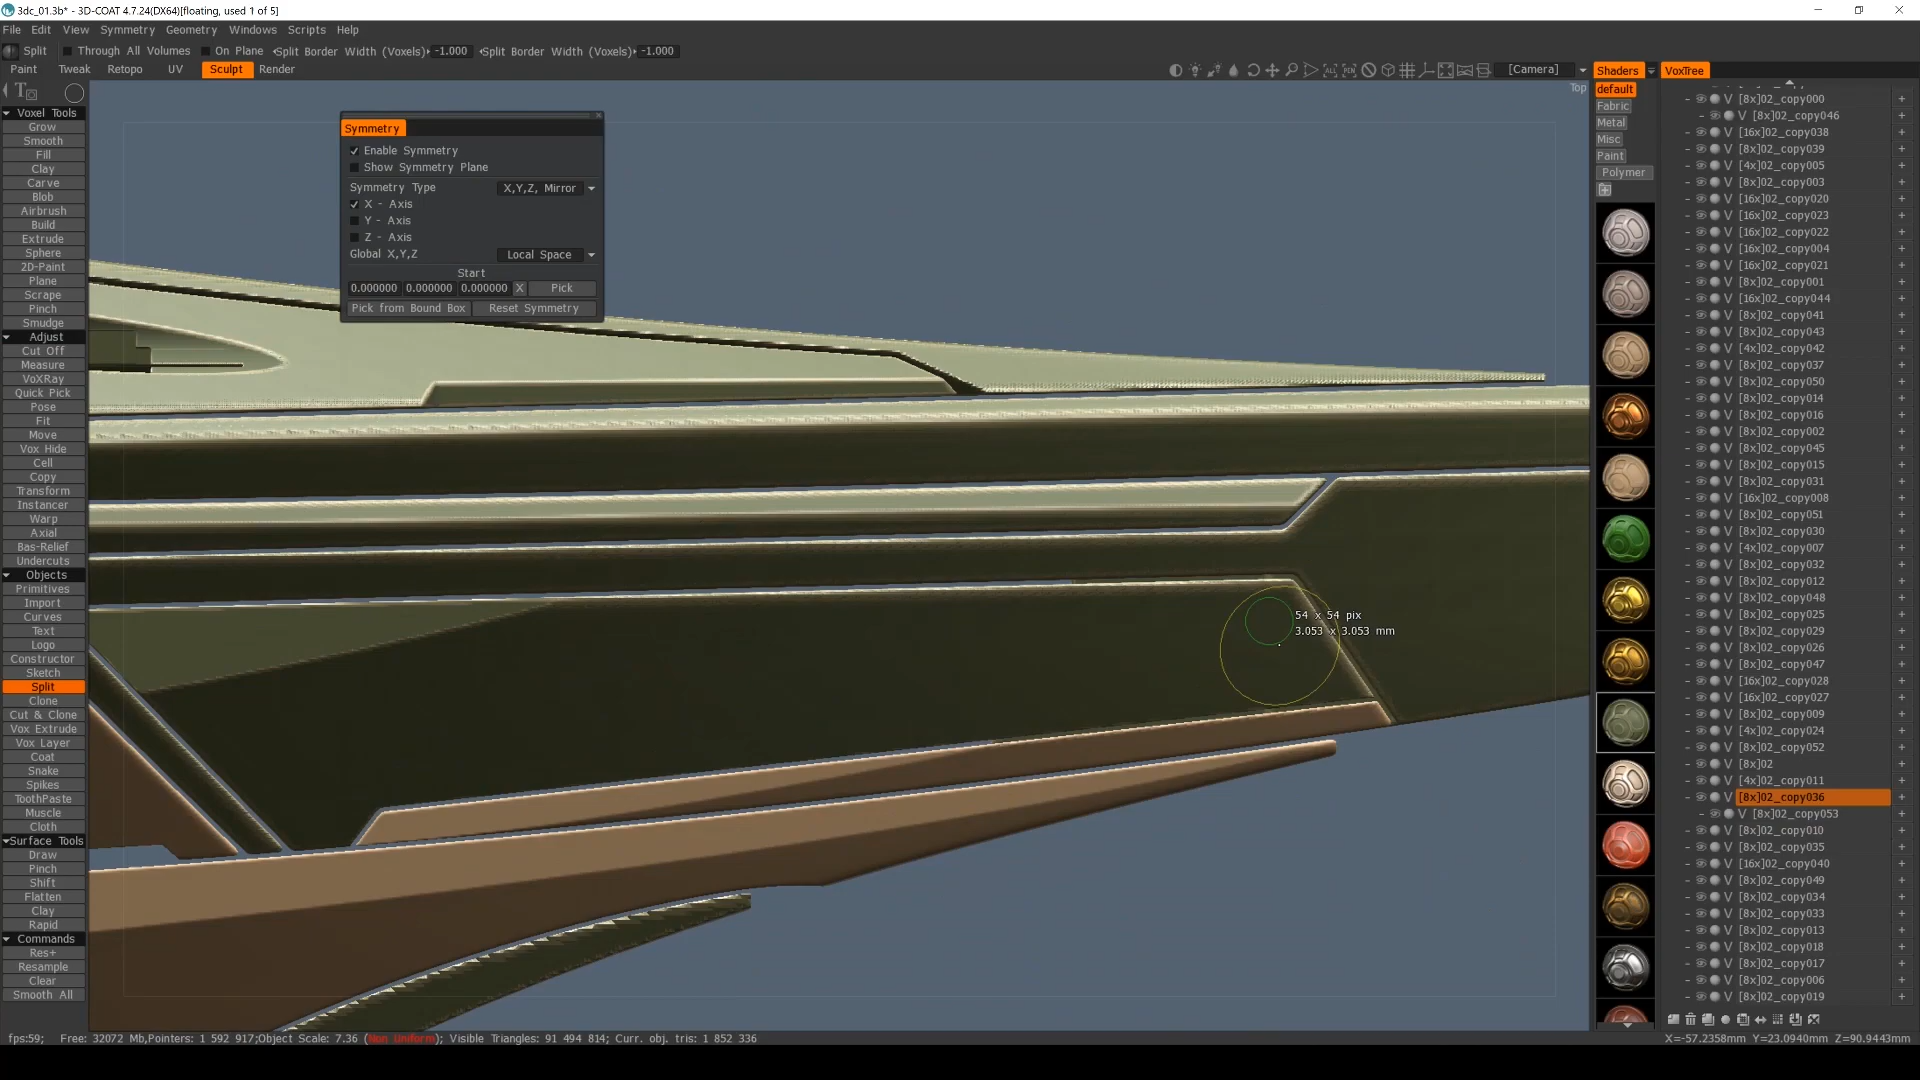 3dc_01.3b* - 3D-COAT 4.7.24(DX64)[floating, used 1 of 5]
File Edit View Symmetry Geometry Windows Scripts Help
Split Through All Volumes On Plane Split Border Width (Voxels) -1.000 Split Border Width (Voxels) -1.000
Paint Tweak Retopo UV Sculpt Render [Camera]
Top
Voxel Tools
Grow
Smooth
Fill
Clay
Carve
Blob
Airbrush
Build
Extrude
Sphere
2D-Paint
Plane
Scrape
Pinch
Smudge
Adjust
Cut Off
Measure
VoXRay
Quick Pick
Pose
Fit
Move
Vox Hide
Cell
Copy
Transform
Instancer
Warp
Axial
Bas-Relief
Undercuts
Objects
Primitives
Import
Curves
Text
Logo
Constructor
Sketch
Split
Clone
Cut & Clone
Vox Extrude
Vox Layer
Coat
Snake
Spikes
ToothPaste
Muscle
Cloth
Surface Tools
Draw
Pinch
Shift
Flatten
Clay
Rapid
Commands
Res+
Resample
Clear
Smooth All
Symmetry
Enable Symmetry
Show Symmetry Plane
Symmetry Type X,Y,Z, Mirror
X - Axis
Y - Axis
Z - Axis
Global X,Y,Z Local Space
Start
0.000000 0.000000 0.000000 X Pick
Pick from Bound Box Reset Symmetry
54 x 54 pix
3.053 x 3.053 mm
Shaders
default
Fabric
Metal
Misc
Paint
Polymer
VoxTree
V [8x]02_copy000
V [8x]02_copy046
[16x]02_copy038
[8x]02_copy039
[4x]02_copy005
[8x]02_copy003
[16x]02_copy020
[16x]02_copy023
[16x]02_copy022
[16x]02_copy004
[16x]02_copy021
[8x]02_copy001
[16x]02_copy044
[8x]02_copy041
[8x]02_copy043
[4x]02_copy042
[8x]02_copy037
[8x]02_copy050
[8x]02_copy014
[8x]02_copy016
[8x]02_copy002
[8x]02_copy045
[8x]02_copy015
[8x]02_copy031
[16x]02_copy008
[8x]02_copy051
[8x]02_copy030
[4x]02_copy007
[8x]02_copy032
[8x]02_copy012
[8x]02_copy048
[8x]02_copy025
[8x]02_copy029
[8x]02_copy026
[8x]02_copy047
[16x]02_copy028
[16x]02_copy027
[8x]02_copy009
[4x]02_copy024
[8x]02_copy052
[8x]02
[4x]02_copy011
[8x]02_copy036
[8x]02_copy053
[8x]02_copy010
[8x]02_copy035
[16x]02_copy040
[8x]02_copy049
[8x]02_copy034
[8x]02_copy033
[8x]02_copy013
[8x]02_copy018
[8x]02_copy017
[8x]02_copy006
[8x]02_copy019
fps:59; Free: 32072 Mb,Pointers: 1 592 917;Object Scale: 7.36 (Non Uniform); Visible Triangles: 91 494 814; Curr. obj. tris: 1 852 336
X=-57.2358mm Y=23.0940mm Z=90.9443mm